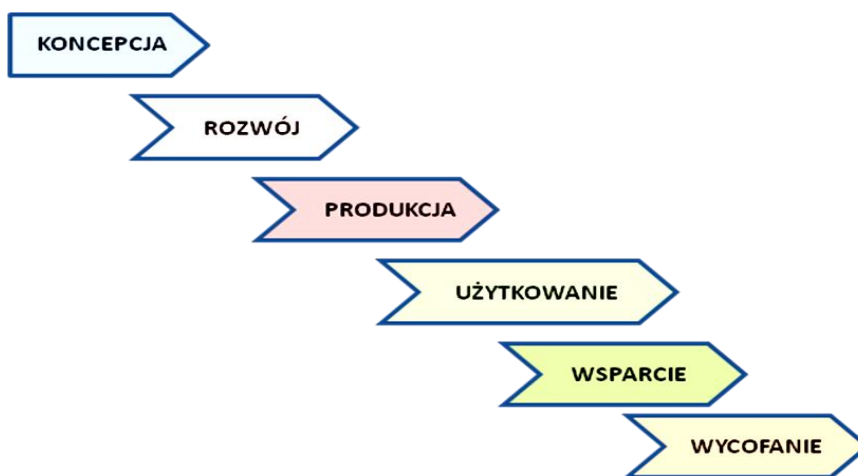 KONCEPCJA
ROZWÓJ
PRODUKCJA
UŻYTKOWANIE
WSPARCIE
WYCOFANIE